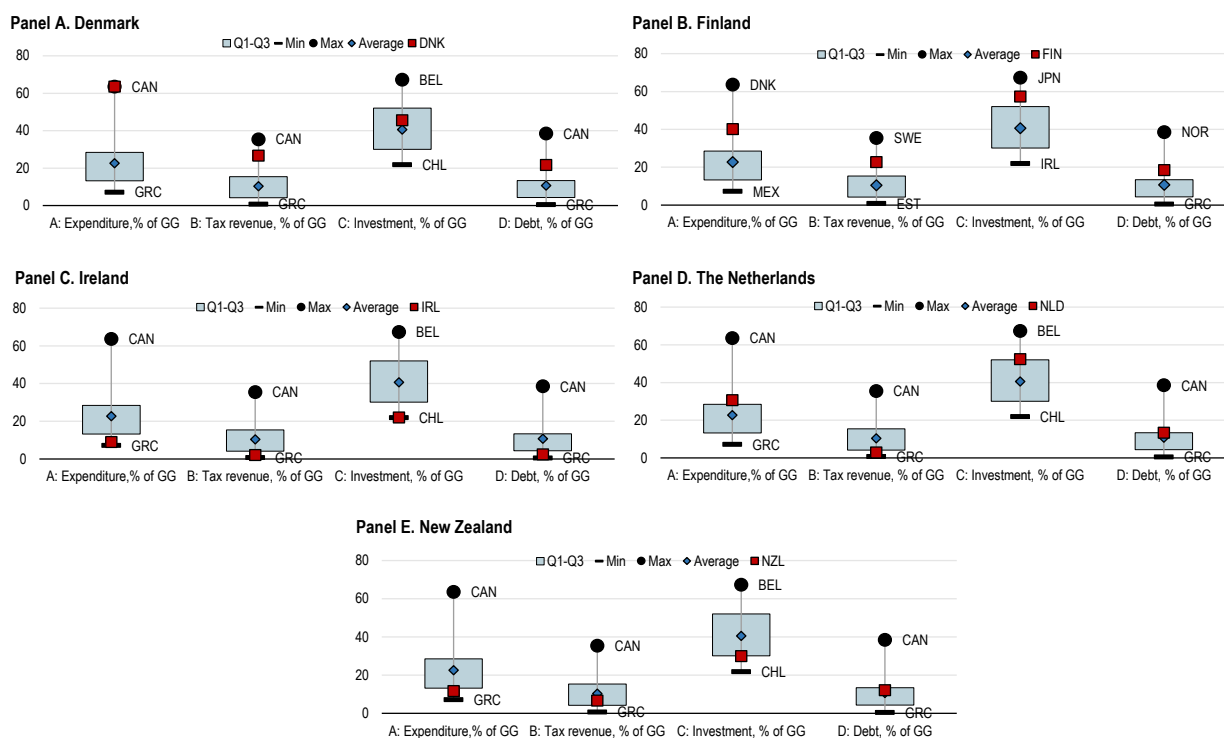 Panel A. Denmark
Q1-Q3 Min Max Average DNK
80
60
40
20
0
CAN
GRC
CAN
GRC
BEL
CHL
CAN
GRC
A: Expenditure,% of GG B: Tax revenue, % of GG C: Investment, % of GG D: Debt, % of GG
Panel B. Finland
Q1-Q3 Min Max Average FIN
80
60
40
20
0
DNK
MEX
SWE
EST
JPN
IRL
NOR
GRC
A: Expenditure,% of GG B: Tax revenue, % of GG C: Investment, % of GG D: Debt, % of GG
Panel C. Ireland
Q1-Q3 Min Max Average IRL
80
60
40
20
0
CAN
GRC
CAN
GRC
BEL
CHL
CAN
GRC
A: Expenditure,% of GG B: Tax revenue, % of GG C: Investment, % of GG D: Debt, % of GG
Panel D. The Netherlands
Q1-Q3 Min Max Average NLD
80
60
40
20
0
CAN
GRC
CAN
GRC
BEL
CHL
CAN
GRC
A: Expenditure,% of GG B: Tax revenue, % of GG C: Investment, % of GG D: Debt, % of GG
Panel E. New Zealand
Q1-Q3 Min Max Average NZL
80
60
40
20
0
CAN
GRC
CAN
GRC
BEL
CHL
CAN
GRC
A: Expenditure,% of GG B: Tax revenue, % of GG C: Investment, % of GG D: Debt, % of GG